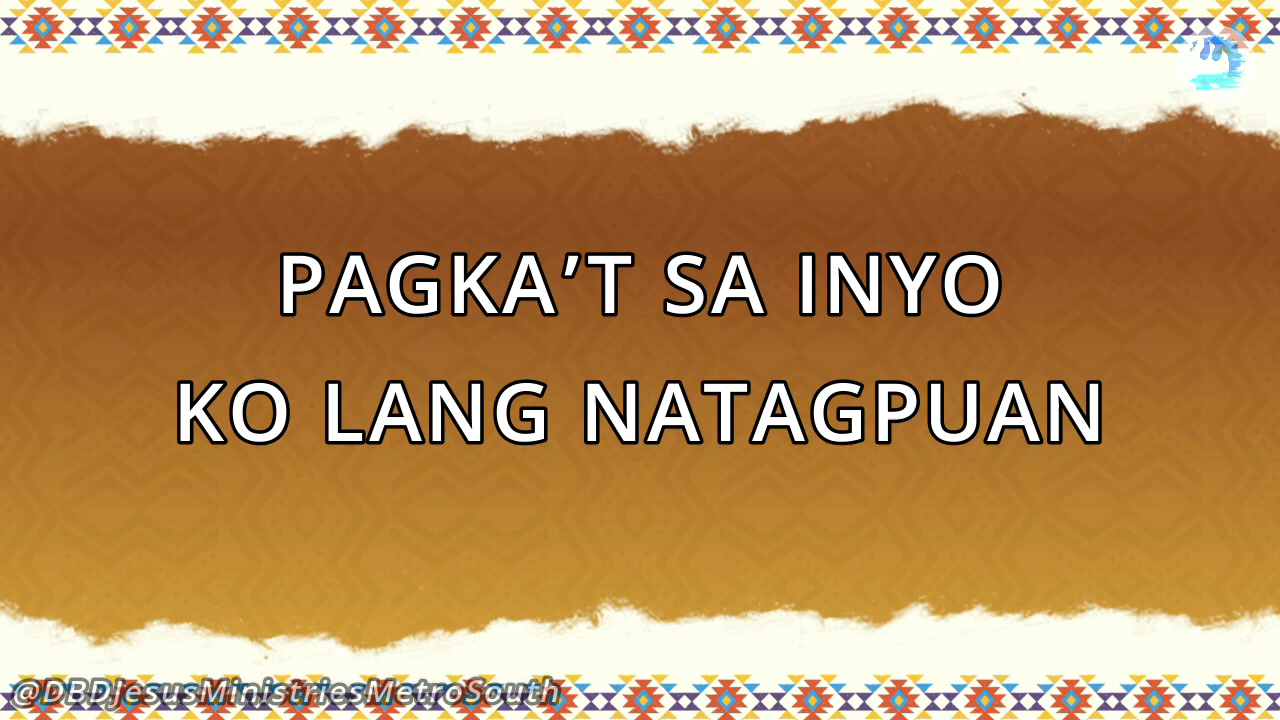 PAGKA’T SA INYO
KO LANG NATAGPUAN
@DBDJesusMinistriesMetroSouth